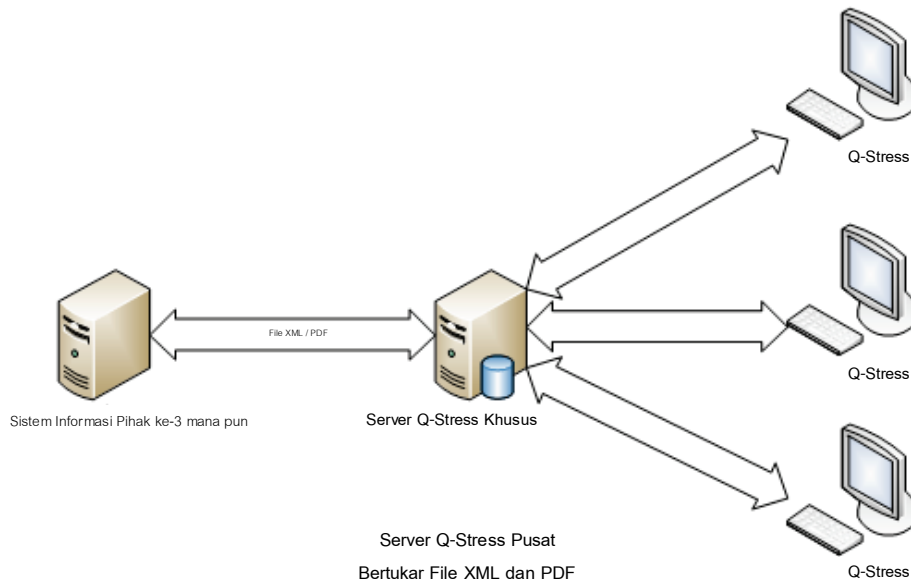 Q-Stress
File XML / PDF
Q-Stress
Sistem Informasi Pihak ke-3 mana pun
Server Q-Stress Khusus
Server Q-Stress Pusat
Bertukar File XML dan PDF
Q-Stress